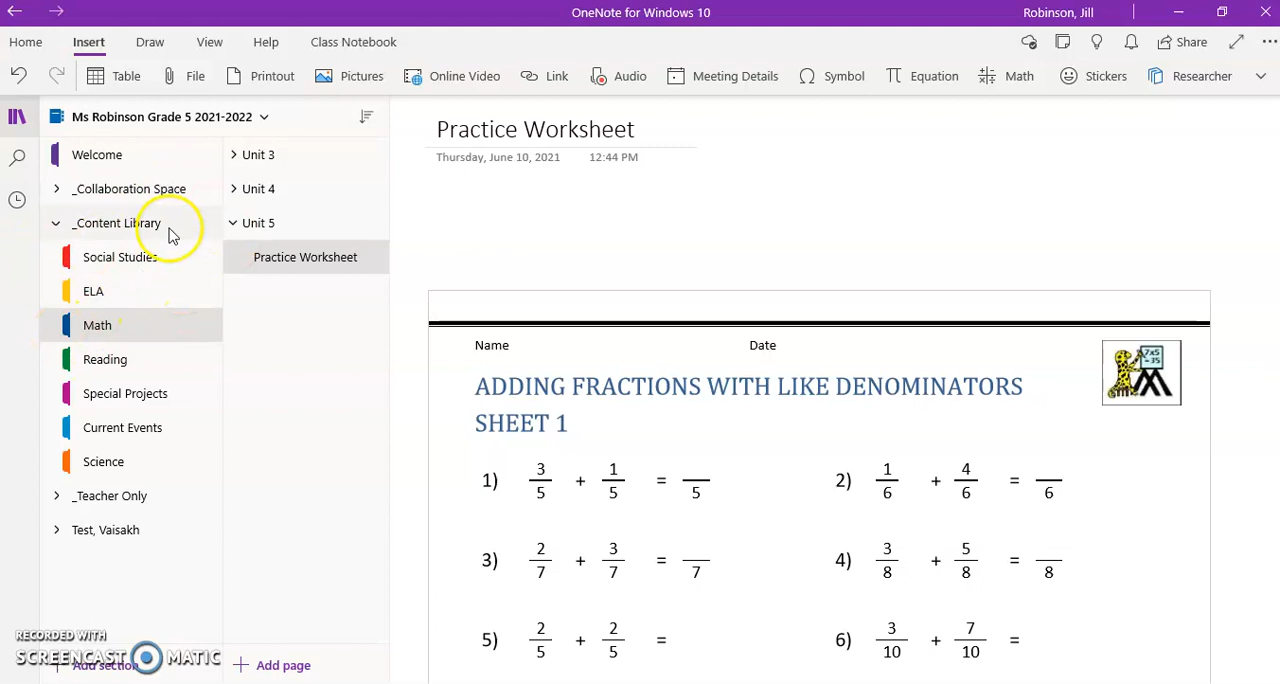 OneNote for Windows 10
Robinson, Jill
Home Insert Draw View Help Class Notebook
Share
Table File Printout Pictures Online Video Link Audio Meeting Details Symbol Equation Math Stickers Researcher
Ms Robinson Grade 5 2021-2022
Welcome
_Collaboration Space
_Content Library
Social Studies
ELA
Math
Reading
Special Projects
Current Events
Science
_Teacher Only
Test, Vaisakh
Add section
Unit 3
Unit 4
Unit 5
Practice Worksheet
Add page
Practice Worksheet
Thursday, June 10, 2021 12:44 PM
Name Date
7x5
=35
ADDING FRACTIONS WITH LIKE DENOMINATORS
SHEET 1
1) 3/5 + 1/5 = /5
2) 1/6 + 4/6 = /6
3) 2/7 + 3/7 = /7
4) 3/8 + 5/8 = /8
5) 2/5 + 2/5 =
6) 3/10 + 7/10 =
RECORDED WITH
SCREENCAST MATIC